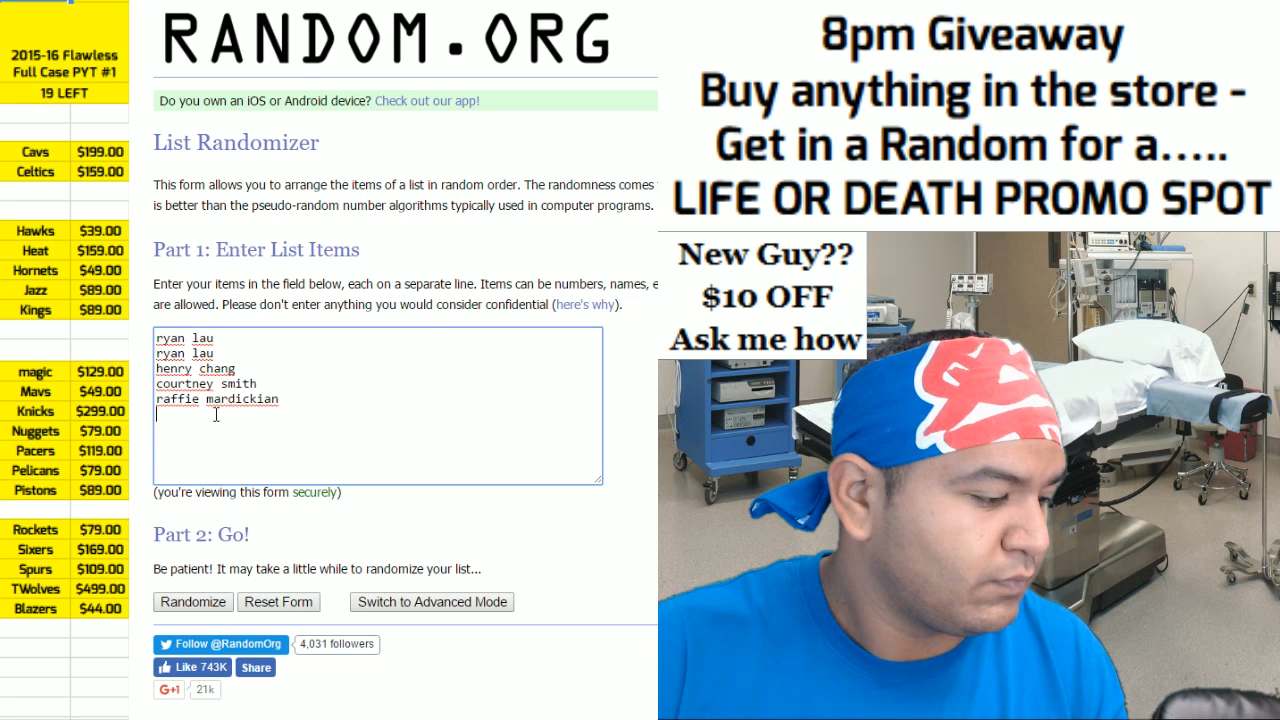 2015-16 Flawless
Full Case PYT #1
19 LEFT
Cavs $199.00
Celtics $159.00
Hawks $39.00
Heat $159.00
Hornets $49.00
Jazz $89.00
Kings $89.00
magic $129.00
Mavs $49.00
Knicks $299.00
Nuggets $79.00
Pacers $119.00
Pelicans $79.00
Pistons $89.00
Rockets $79.00
Sixers $169.00
Spurs $109.00
TWolves $499.00
Blazers $44.00
RANDOM.ORG
Do you own an iOS or Android device? Check out our app!
List Randomizer
This form allows you to arrange the items of a list in random order. The randomness comes
is better than the pseudo-random number algorithms typically used in computer programs.
Part 1: Enter List Items
Enter your items in the field below, each on a separate line. Items can be numbers, names, e
are allowed. Please don't enter anything you would consider confidential (here's why).
ryan lau
ryan lau
henry chang
courtney smith
raffie mardickian
(you're viewing this form securely)
Part 2: Go!
Be patient! It may take a little while to randomize your list...
Randomize Reset Form Switch to Advanced Mode
Follow @RandomOrg 4,031 followers
Like 743K Share
G+1 21k
8pm Giveaway
Buy anything in the store -
Get in a Random for a.....
LIFE OR DEATH PROMO SPOT
New Guy??
$10 OFF
Ask me how